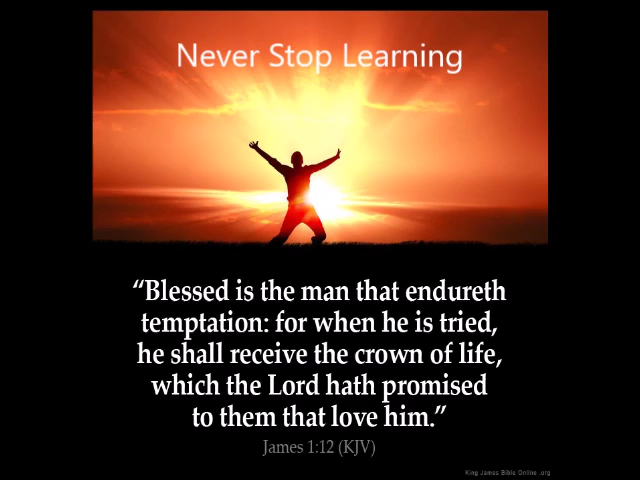 Never Stop Learning
“Blessed is the man that endureth
temptation: for when he is tried,
he shall receive the crown of life,
which the Lord hath promised
to them that love him.”
James 1:12 (KJV)
King James Bible Online .org